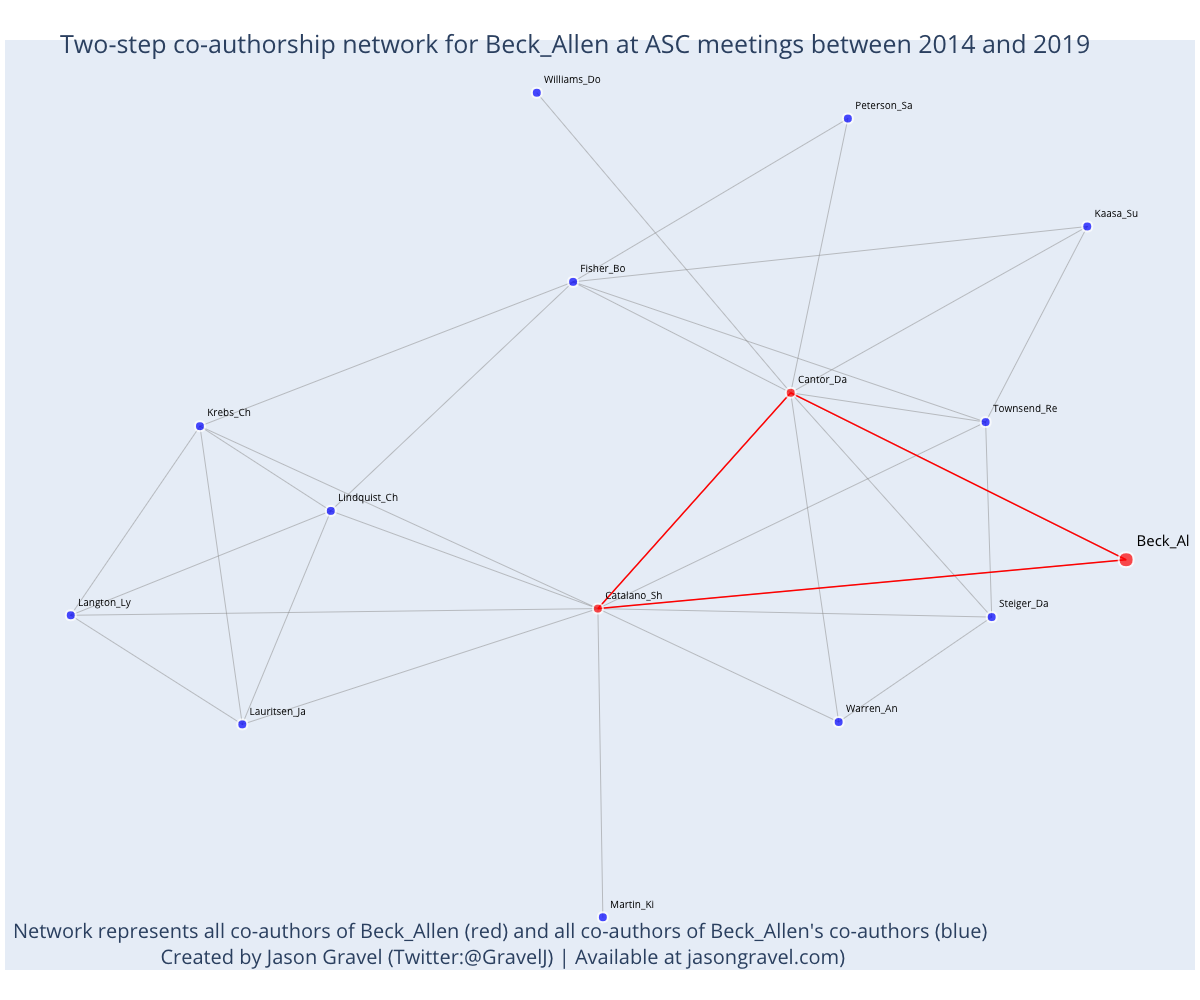 Two-step co-authorship network for Beck_Allen at ASC meetings between 2014 and 2019
Williams_Do
Peterson_Sa
Kaasa_Su
Fisher_Bo
Cantor_Da
Krebs_Ch
Townsend_Re
Lindquist_Ch
Beck_Al
Langton_Ly
Catalano_Sh
Steiger_Da
Lauritsen_Ja
Warren_An
Martin_Ki
Network represents all co-authors of Beck_Allen (red) and all co-authors of Beck_Allen's co-authors (blue)
Created by Jason Gravel (Twitter:@GravelJ) | Available at jasongravel.com)